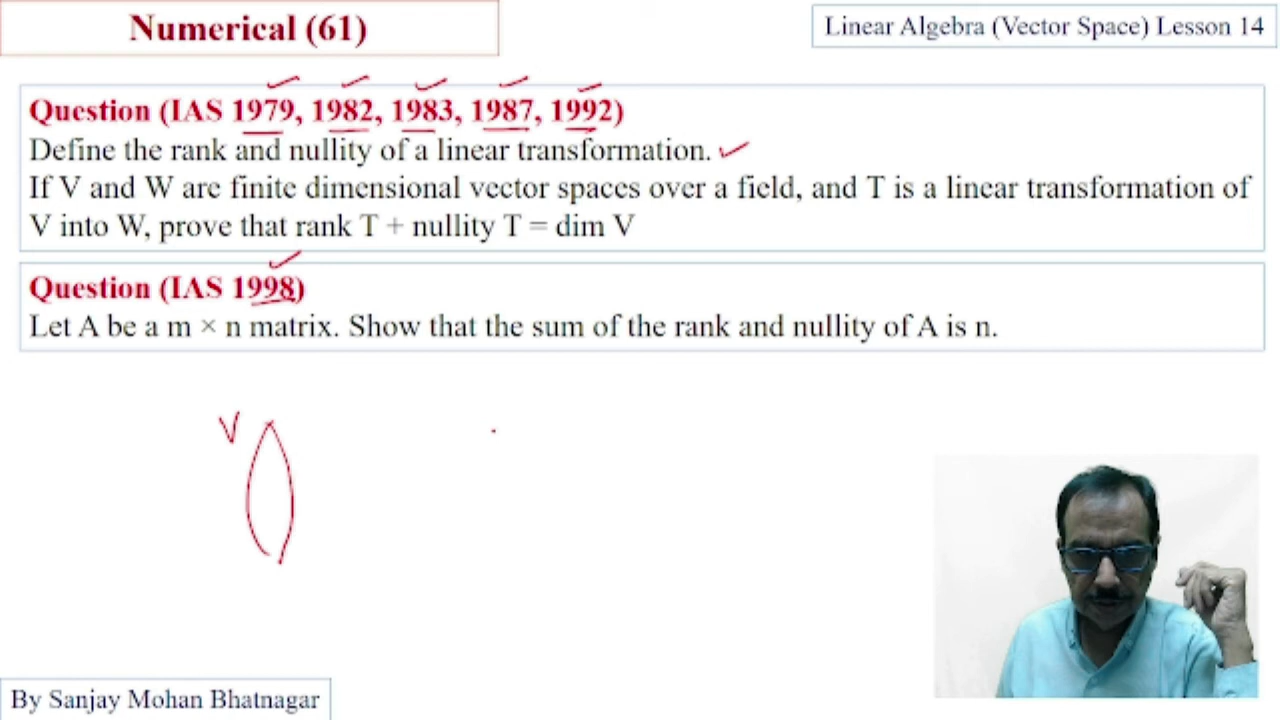 Numerical (61)
Linear Algebra (Vector Space) Lesson 14
Question (IAS 1979, 1982, 1983, 1987, 1992)
Define the rank and nullity of a linear transformation.
If V and W are finite dimensional vector spaces over a field, and T is a linear transformation of
V into W, prove that rank T + nullity T = dim V
Question (IAS 1998)
Let A be a m × n matrix. Show that the sum of the rank and nullity of A is n.
V
By Sanjay Mohan Bhatnagar